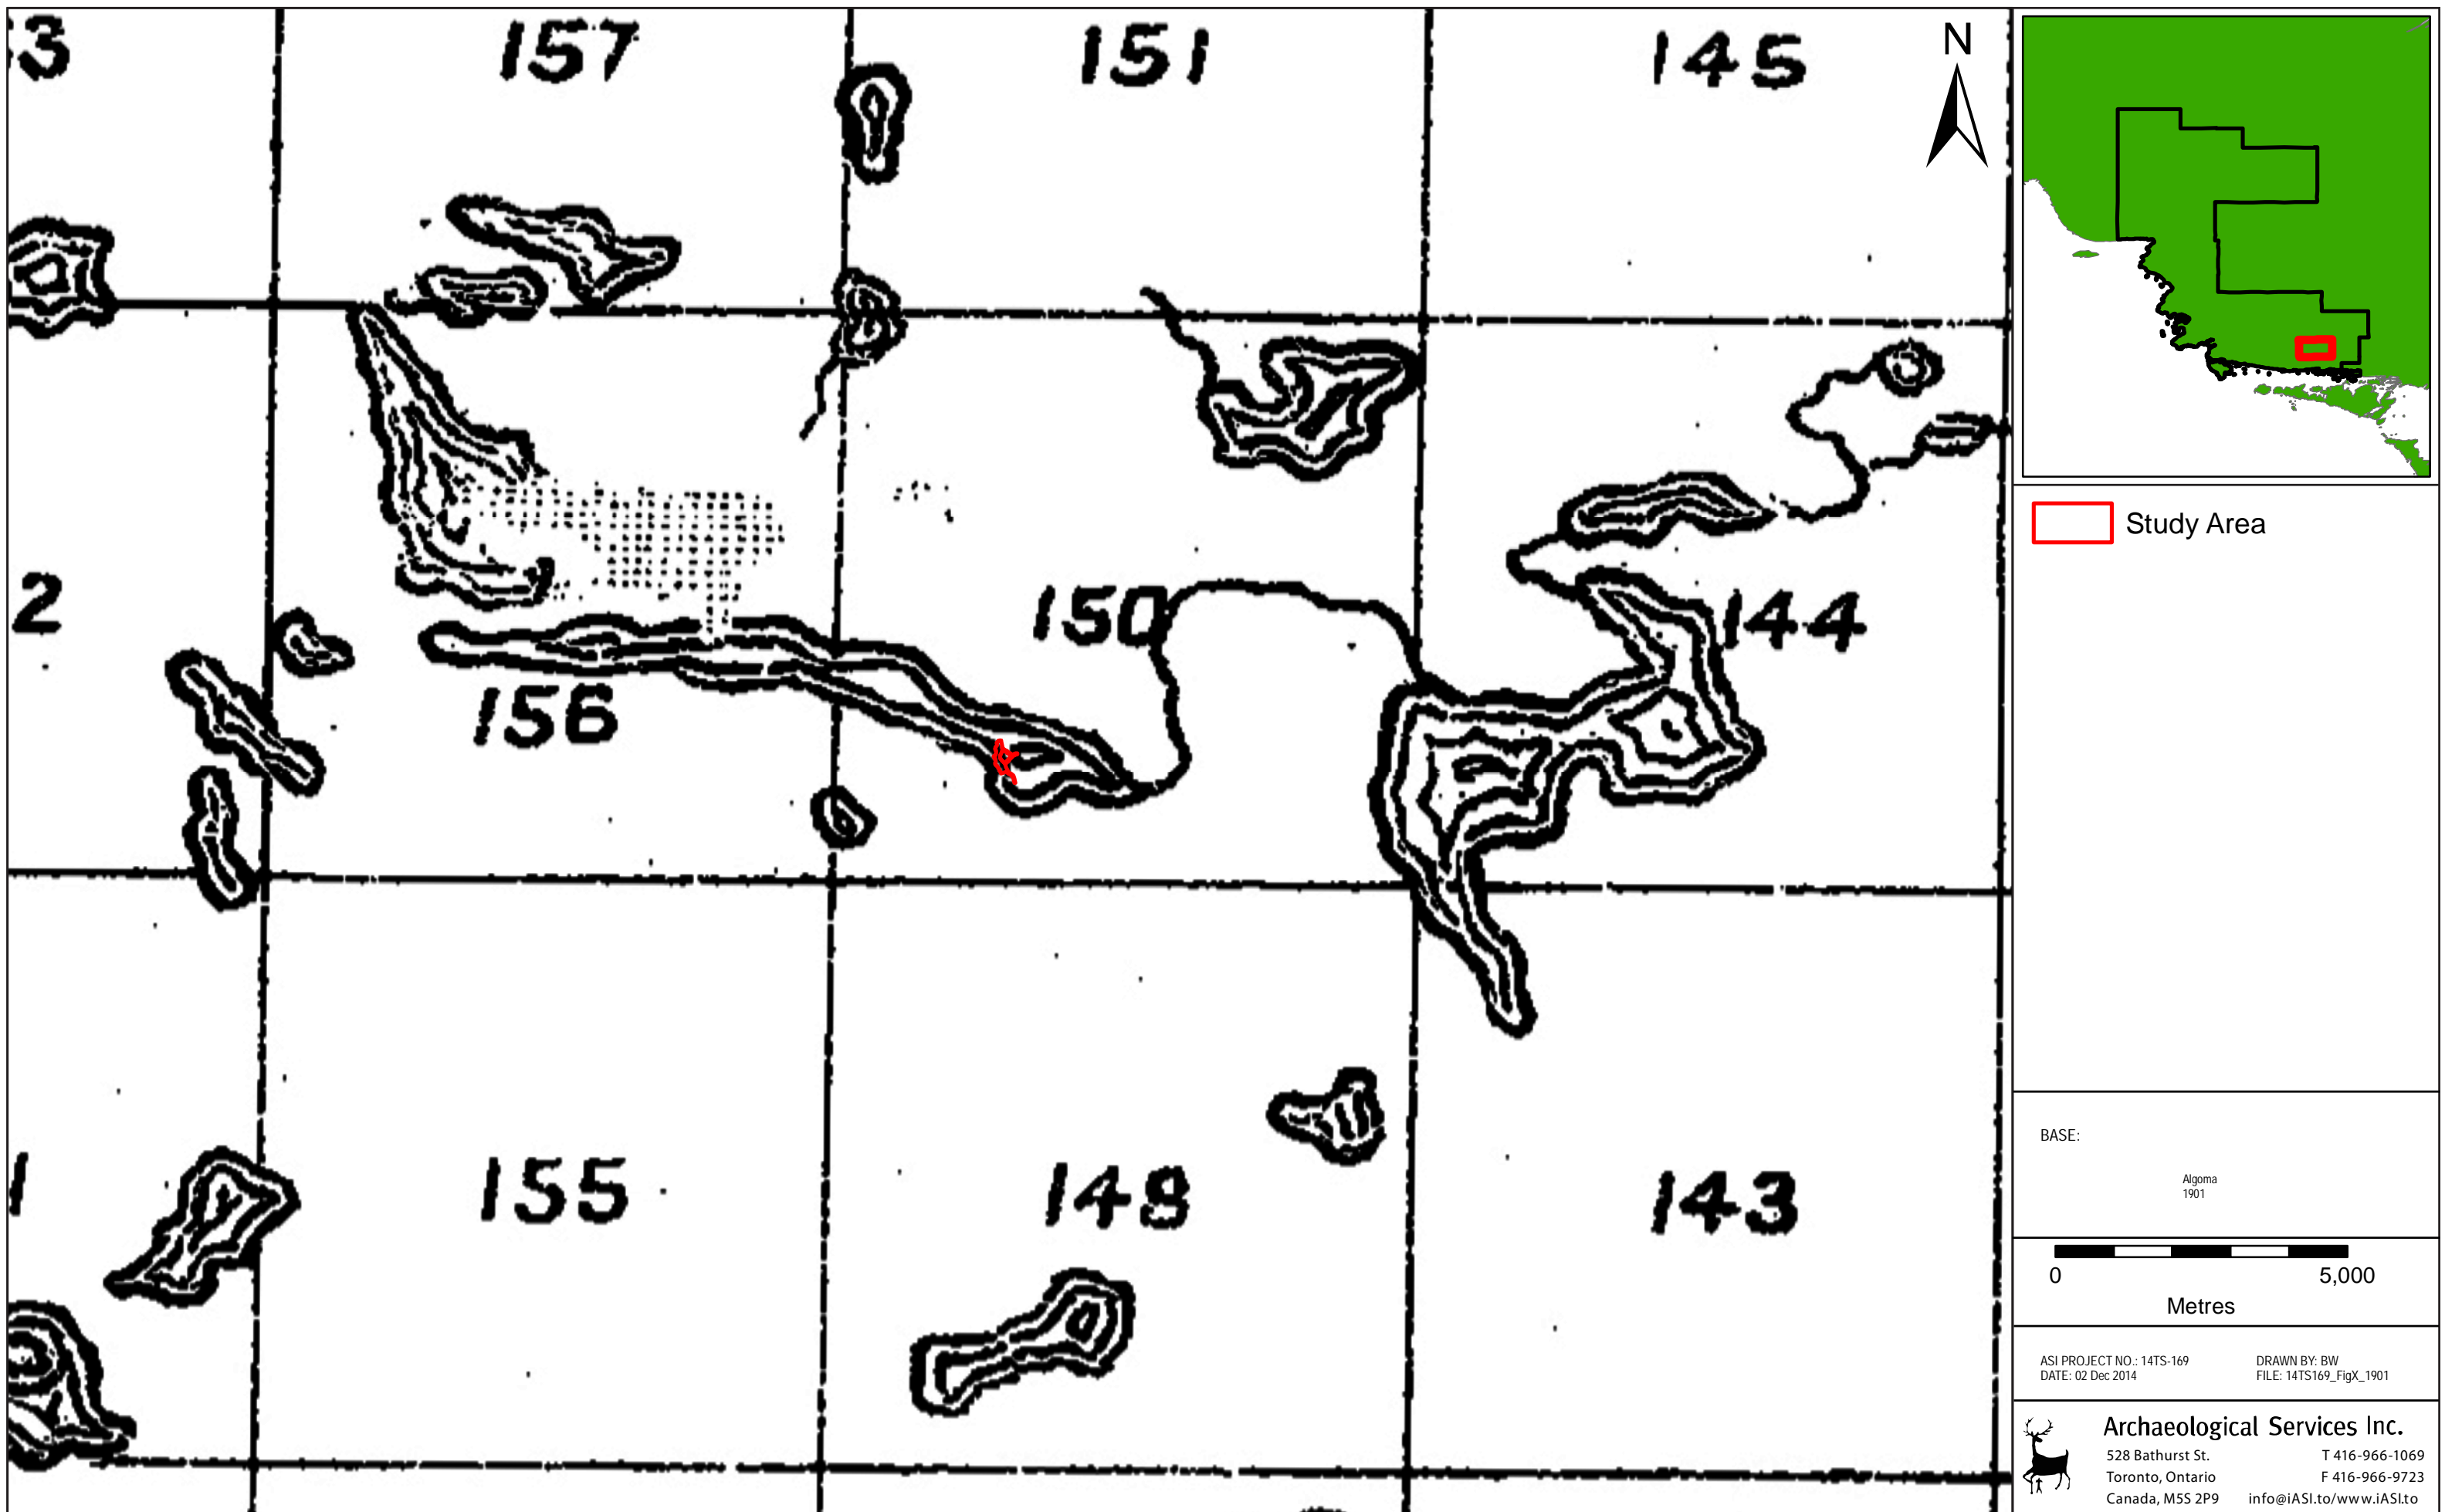 3
157
151
145
N
2
150
144
156
1
155
149
143
Study Area
BASE:
Algoma
1901
0 5,000
Metres
ASI PROJECT NO.: 14TS-169 DRAWN BY: BW
DATE: 02 Dec 2014 FILE: 14TS169_FigX_1901
Archaeological Services Inc.
528 Bathurst St. T 416-966-1069
Toronto, Ontario F 416-966-9723
Canada, M5S 2P9 info@iASI.to/www.iASI.to